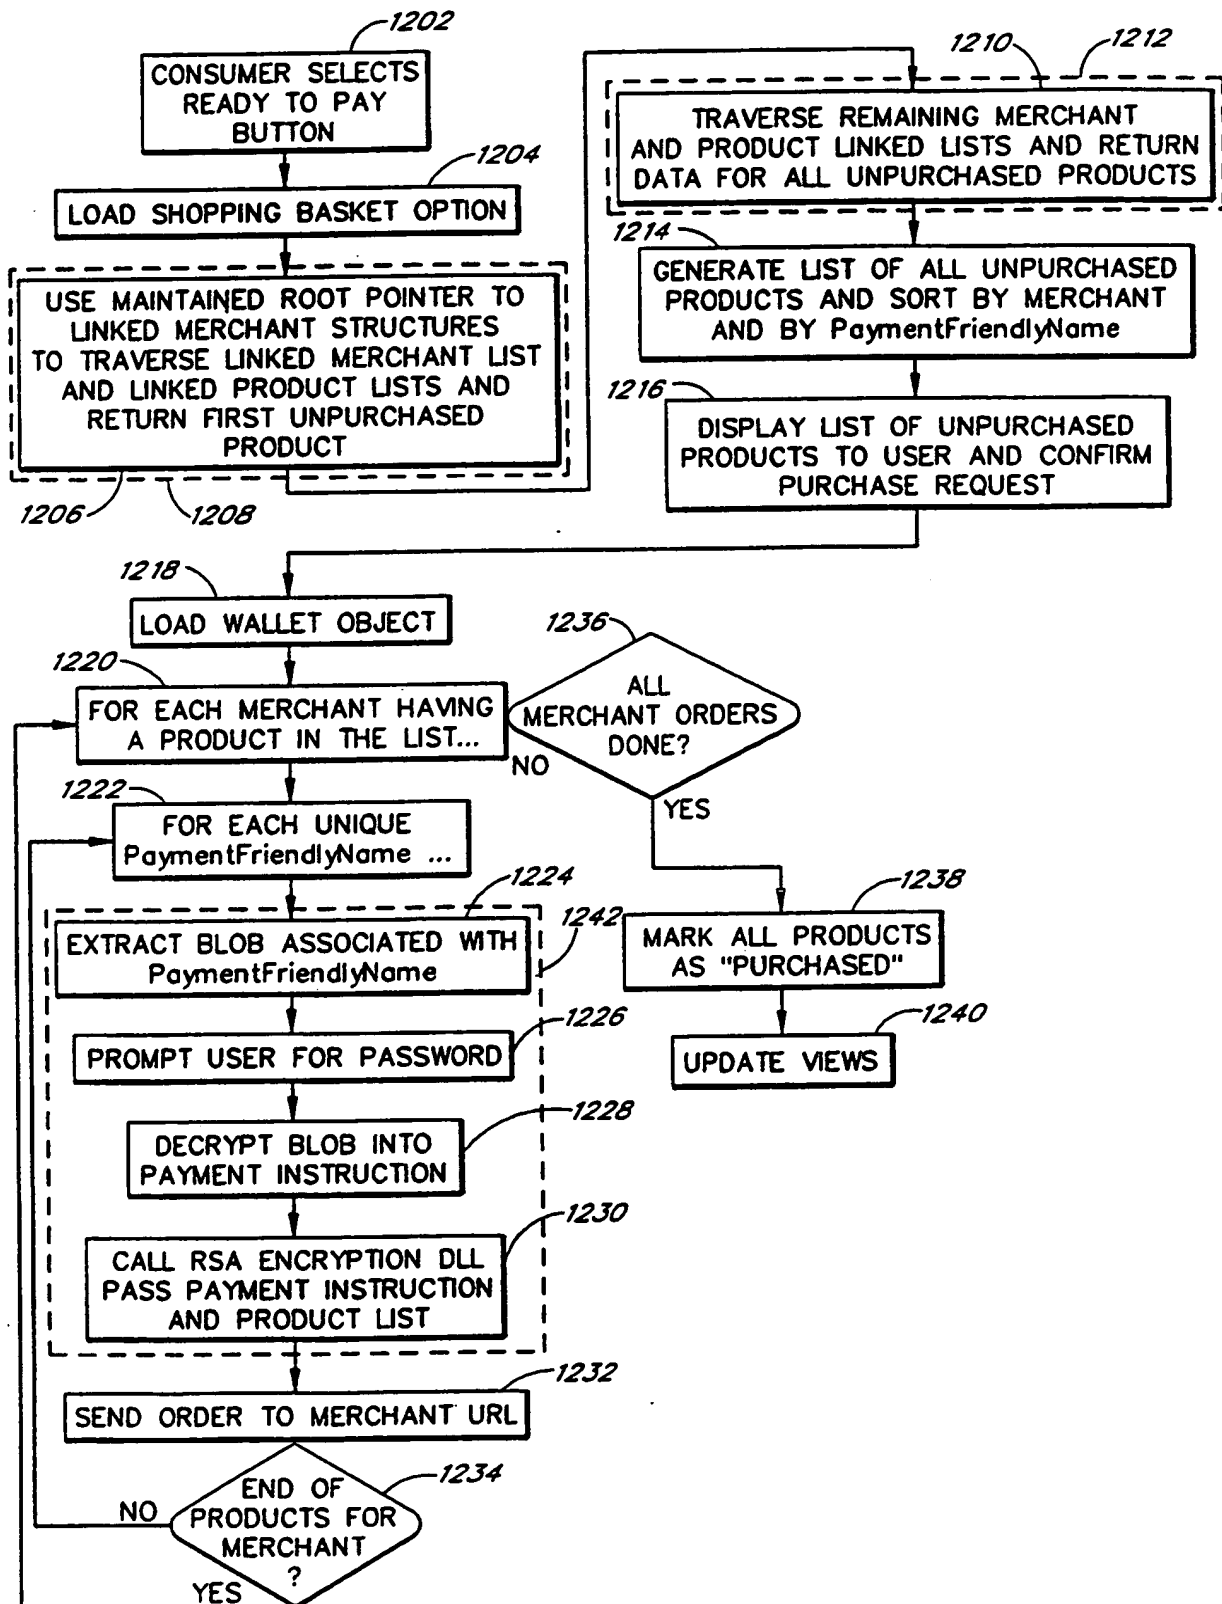 1202
CONSUMER SELECTS
READY TO PAY
BUTTON
1204
LOAD SHOPPING BASKET OPTION
USE MAINTAINED ROOT POINTER TO
LINKED MERCHANT STRUCTURES
TO TRAVERSE LINKED MERCHANT LIST
AND LINKED PRODUCT LISTS AND
RETURN FIRST UNPURCHASED
PRODUCT
1206
1208
1210
1212
TRAVERSE REMAINING MERCHANT
AND PRODUCT LINKED LISTS AND RETURN
DATA FOR ALL UNPURCHASED PRODUCTS
1214
GENERATE LIST OF ALL UNPURCHASED
PRODUCTS AND SORT BY MERCHANT
AND BY PaymentFriendlyName
1216
DISPLAY LIST OF UNPURCHASED
PRODUCTS TO USER AND CONFIRM
PURCHASE REQUEST
1218
LOAD WALLET OBJECT
1220
FOR EACH MERCHANT HAVING
A PRODUCT IN THE LIST...
1236
ALL
MERCHANT ORDERS
DONE?
NO
YES
1222
FOR EACH UNIQUE
PaymentFriendlyName ...
1224
1242
EXTRACT BLOB ASSOCIATED WITH
PaymentFriendlyName
1226
PROMPT USER FOR PASSWORD
1228
DECRYPT BLOB INTO
PAYMENT INSTRUCTION
1230
CALL RSA ENCRYPTION DLL
PASS PAYMENT INSTRUCTION
AND PRODUCT LIST
1232
SEND ORDER TO MERCHANT URL
1234
END OF
PRODUCTS FOR
MERCHANT
?
NO
YES
1238
MARK ALL PRODUCTS
AS "PURCHASED"
1240
UPDATE VIEWS